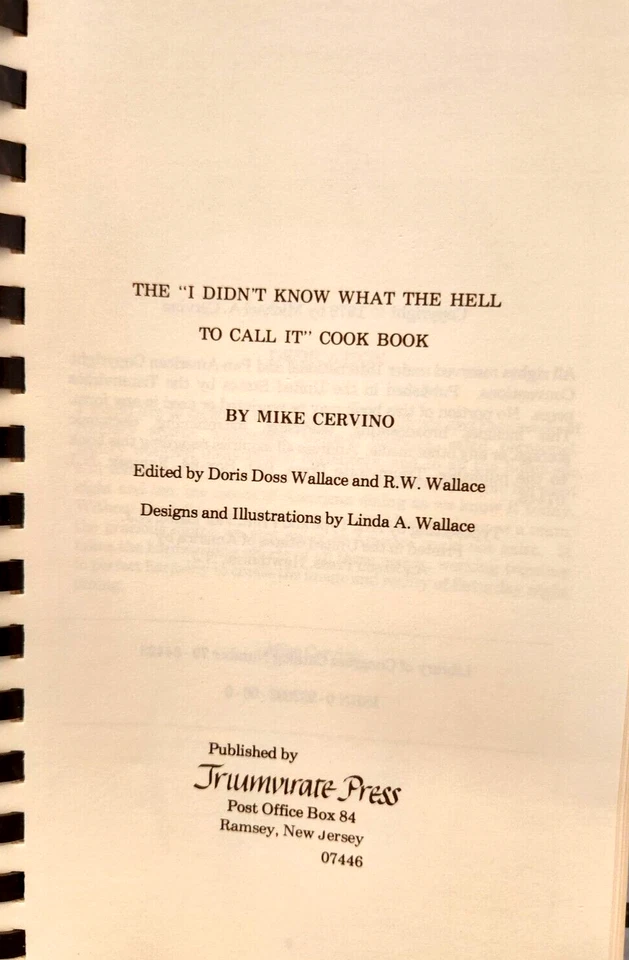 THE "I DIDN'T KNOW WHAT THE HELL
TO CALL IT" COOK BOOK
BY MIKE CERVINO
Edited by Doris Doss Wallace and R.W. Wallace
Designs and Illustrations by Linda A. Wallace
Published by
Triumvirate Press
Post Office Box 84
Ramsey, New Jersey
07446